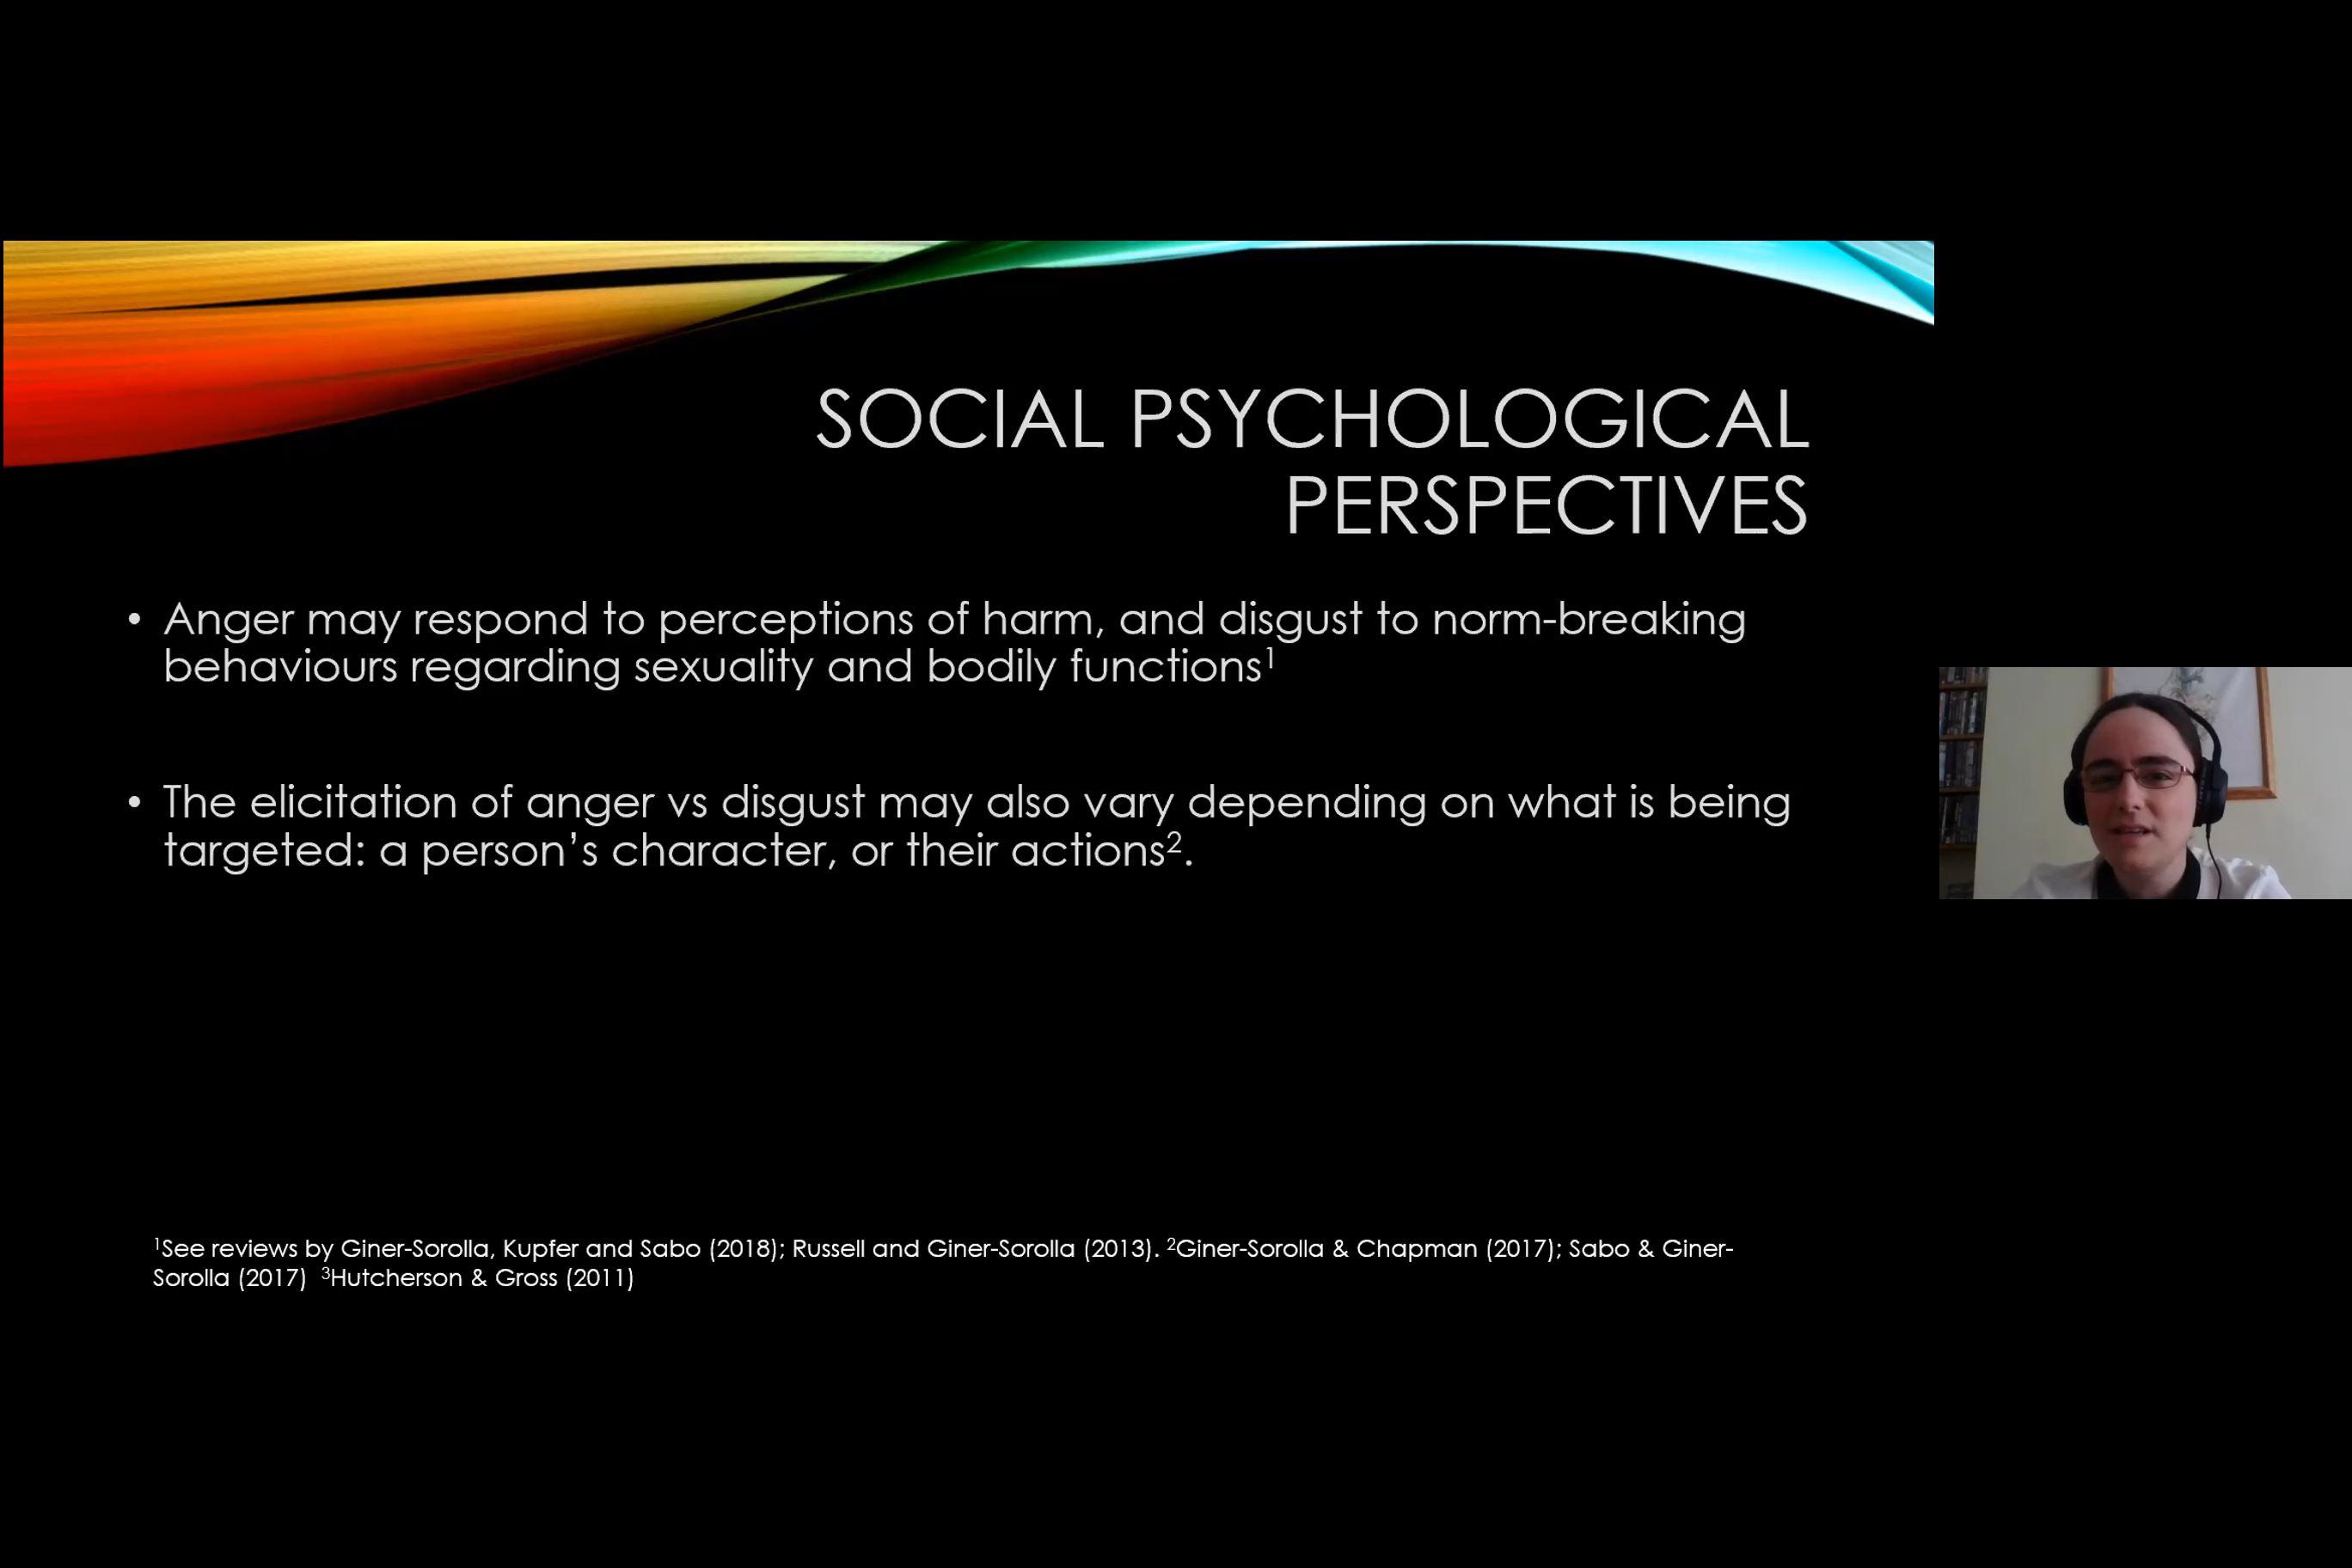 SOCIAL PSYCHOLOGICAL
PERSPECTIVES
• Anger may respond to perceptions of harm, and disgust to norm-breaking
behaviours regarding sexuality and bodily functions¹
• The elicitation of anger vs disgust may also vary depending on what is being
targeted: a person’s character, or their actions².
¹See reviews by Giner-Sorolla, Kupfer and Sabo (2018); Russell and Giner-Sorolla (2013). ²Giner-Sorolla & Chapman (2017); Sabo & Giner-
Sorolla (2017) ³Hutcherson & Gross (2011)